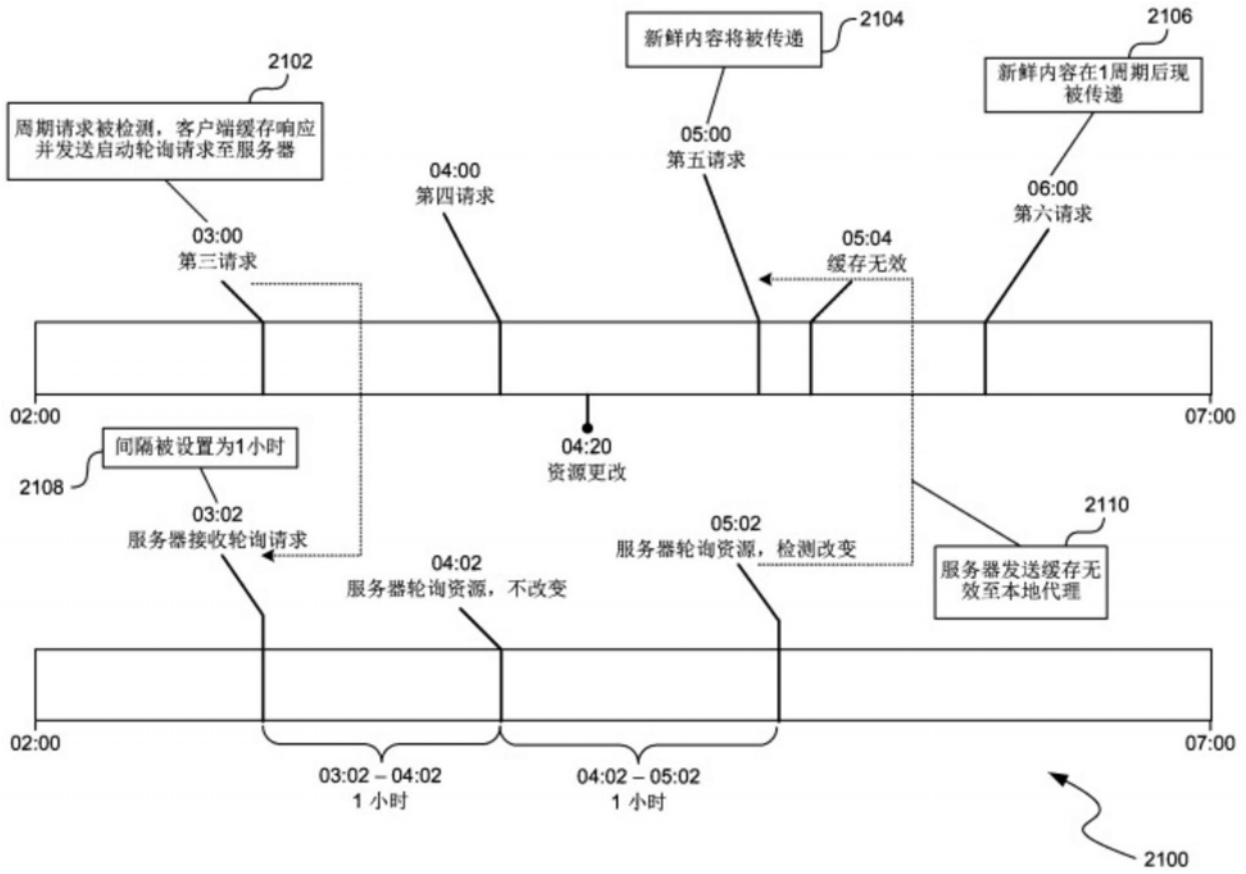 2102
周期请求被检测，客户端缓存响应
并发送启动轮询请求至服务器
2104
新鲜内容将被传递
2106
新鲜内容在1周期后现
被传递
03:00
第三请求
04:00
第四请求
05:00
第五请求
05:04
缓存无效
06:00
第六请求
02:00
07:00
04:20
资源更改
间隔被设置为1小时
2108
03:02
服务器接收轮询请求
04:02
服务器轮询资源，不改变
05:02
服务器轮询资源，检测改变
2110
服务器发送缓存无
效至本地代理
02:00
07:00
03:02 – 04:02
1 小时
04:02 – 05:02
1 小时
2100